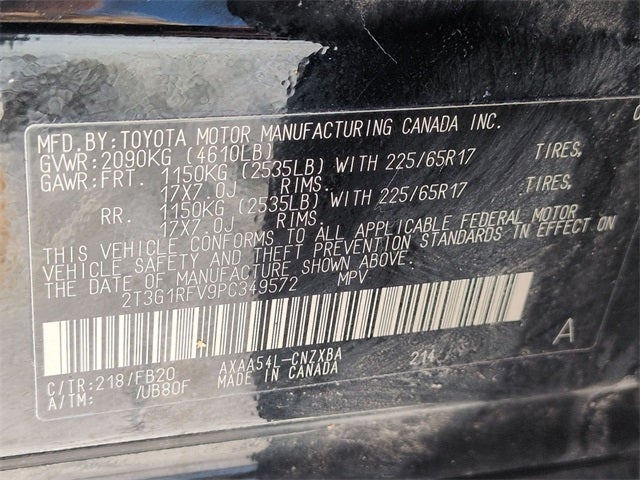 MFD.BY:TOYOTA MOTOR MANUFACTURING CANADA INC.
GVWR:2090KG (4610LB)
GAWR:FRT. 1150KG (2535LB) WITH 225/65R17 TIRES,
17X7.0J RIMS.
RR. 1150KG (2535LB) WITH 225/65R17 TIRES,
17X7.0J RIMS.
THIS VEHICLE CONFORMS TO ALL APPLICABLE FEDERAL MOTOR
VEHICLE SAFETY AND THEFT PREVENTION STANDARDS IN EFFECT ON
THE DATE OF MANUFACTURE SHOWN ABOVE.
2T3G1RFV9PC349572 MPV
C/TR:218/FB20 AXAA54L-CNZXBA 214 A
A/TM: /UB80F MADE IN CANADA